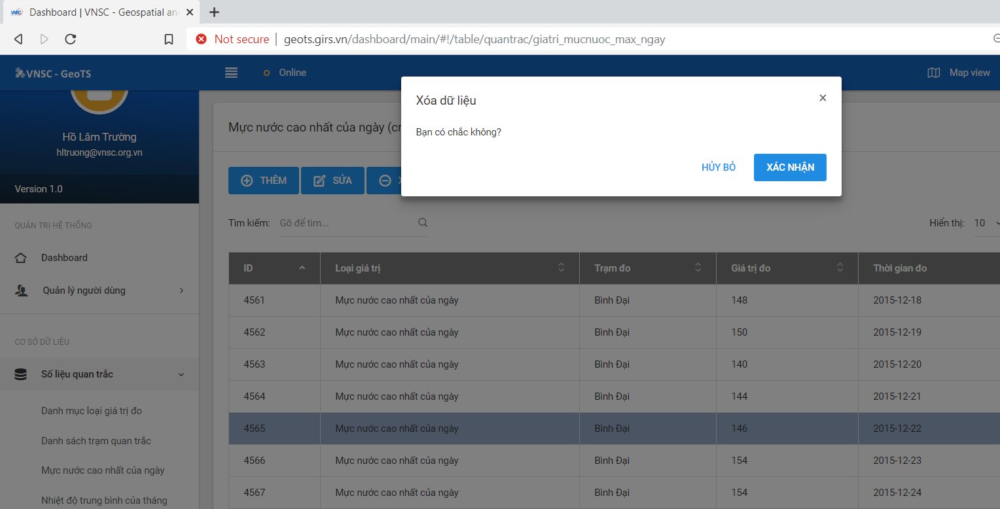 Dashboard | VNSC - Geospatial an
Not secure | geots.girs.vn/dashboard/main/#!/table/quantrac/giatri_mucnuoc_max_ngay
VNSC - GeoTS
Online
Map view
Hồ Lâm Trường
hltruong@vnsc.org.vn
Version 1.0
QUẢN TRỊ HỆ THỐNG
Dashboard
Quản lý người dùng
CƠ SỞ DỮ LIỆU
Số liệu quan trắc
Danh mục loại giá trị đo
Danh sách trạm quan trắc
Mực nước cao nhất của ngày
Nhiệt độ trung bình của tháng
Xóa dữ liệu
Bạn có chắc không?
HỦY BỎ XÁC NHẬN
Mực nước cao nhất của ngày (c
THÊM SỬA
Tìm kiếm: Gõ để tìm... Hiển thị: 10
ID Loại giá trị Trạm đo Giá trị đo Thời gian đo
4561 Mực nước cao nhất của ngày Bình Đại 148 2015-12-18
4562 Mực nước cao nhất của ngày Bình Đại 150 2015-12-19
4563 Mực nước cao nhất của ngày Bình Đại 140 2015-12-20
4564 Mực nước cao nhất của ngày Bình Đại 144 2015-12-21
4565 Mực nước cao nhất của ngày Bình Đại 146 2015-12-22
4566 Mực nước cao nhất của ngày Bình Đại 154 2015-12-23
4567 Mực nước cao nhất của ngày Bình Đại 154 2015-12-24